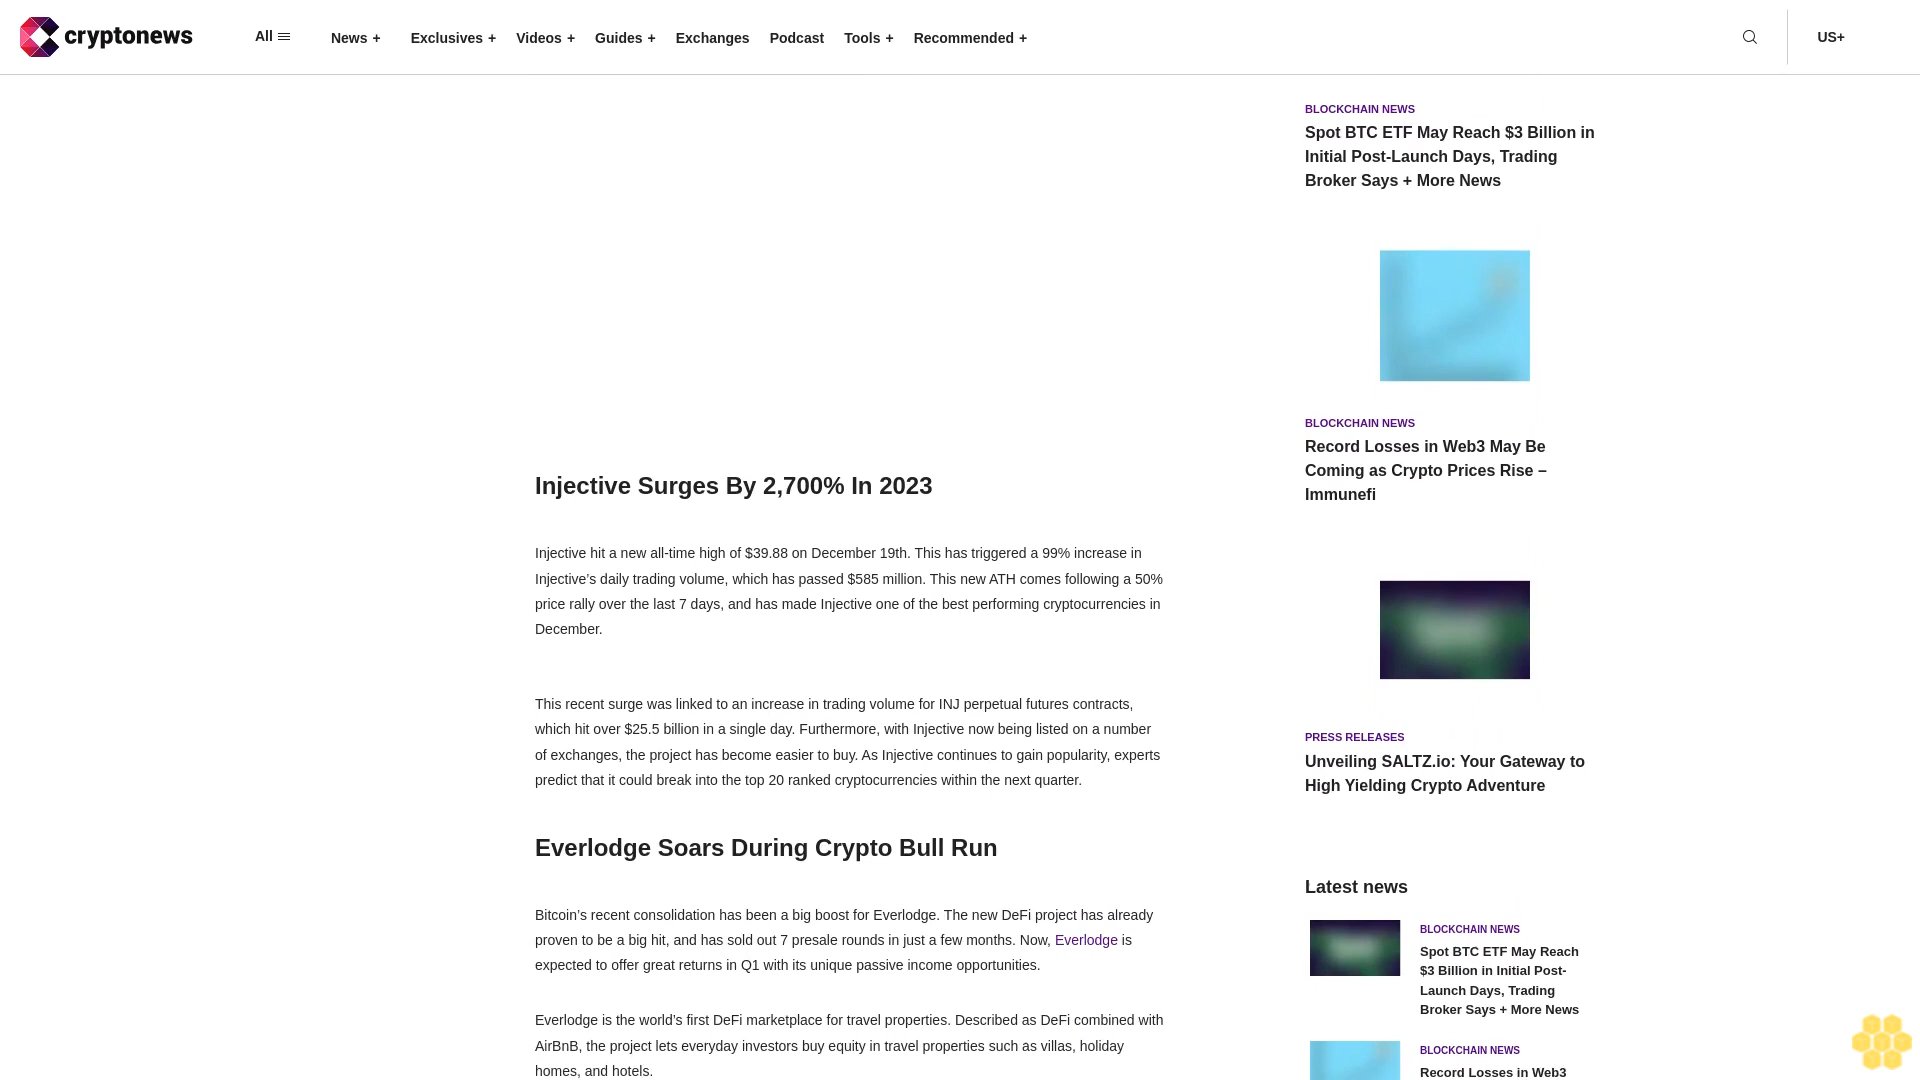 cryptonews
All
News +
Exclusives +
Videos +
Guides +
Exchanges
Podcast
Tools +
Recommended +
US+
Injective Surges By 2,700% In 2023
Injective hit a new all-time high of $39.88 on December 19th. This has triggered a 99% increase in
Injective’s daily trading volume, which has passed $585 million. This new ATH comes following a 50%
price rally over the last 7 days, and has made Injective one of the best performing cryptocurrencies in
December.
This recent surge was linked to an increase in trading volume for INJ perpetual futures contracts,
which hit over $25.5 billion in a single day. Furthermore, with Injective now being listed on a number
of exchanges, the project has become easier to buy. As Injective continues to gain popularity, experts
predict that it could break into the top 20 ranked cryptocurrencies within the next quarter.
Everlodge Soars During Crypto Bull Run
Bitcoin’s recent consolidation has been a big boost for Everlodge. The new DeFi project has already
proven to be a big hit, and has sold out 7 presale rounds in just a few months. Now, Everlodge is
expected to offer great returns in Q1 with its unique passive income opportunities.
Everlodge is the world’s first DeFi marketplace for travel properties. Described as DeFi combined with
AirBnB, the project lets everyday investors buy equity in travel properties such as villas, holiday
homes, and hotels.
BLOCKCHAIN NEWS
Spot BTC ETF May Reach $3 Billion in
Initial Post-Launch Days, Trading
Broker Says + More News
BLOCKCHAIN NEWS
Record Losses in Web3 May Be
Coming as Crypto Prices Rise –
Immunefi
PRESS RELEASES
Unveiling SALTZ.io: Your Gateway to
High Yielding Crypto Adventure
Latest news
BLOCKCHAIN NEWS
Spot BTC ETF May Reach
$3 Billion in Initial Post-
Launch Days, Trading
Broker Says + More News
BLOCKCHAIN NEWS
Record Losses in Web3